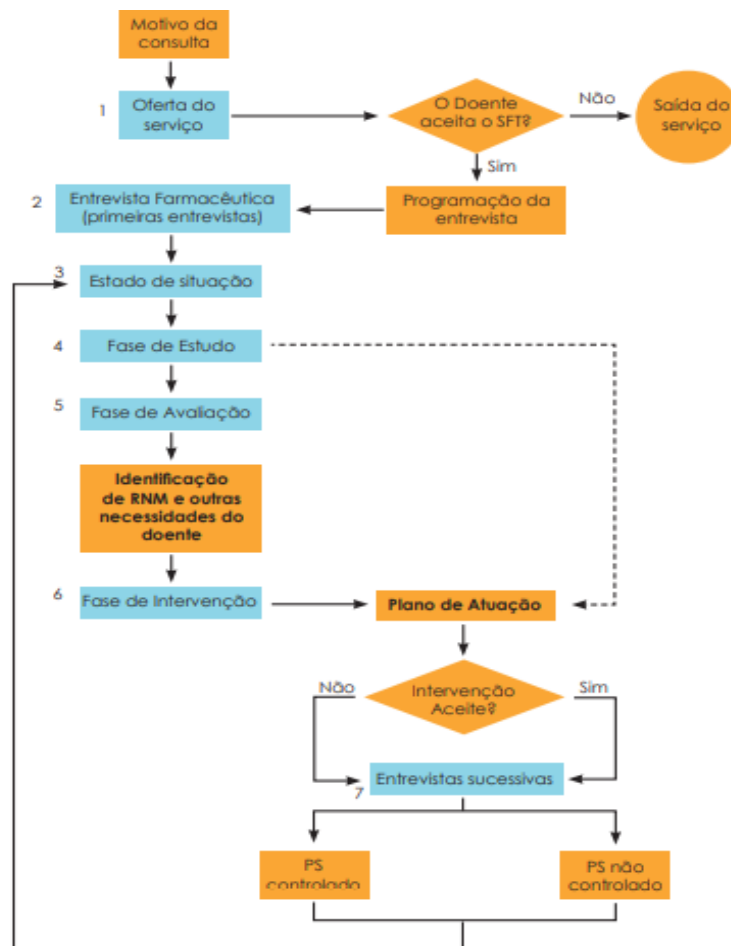 Motivo da
consulta
1
Oferta do
serviço
O Doente
aceita o SFT?
Não
Saída do
serviço
Sim
2
Entrevista Farmacêutica
(primeiras entrevistas)
Programação da
entrevista
3
Estado de situação
4
Fase de Estudo
5
Fase de Avaliação
Identificação
de RNM e outras
necessidades do
doente
6
Fase de Intervenção
Plano de Atuação
Não
Intervenção
Aceite?
Sim
Entrevistas sucessivas
7
PS
controlado
PS não
controlado